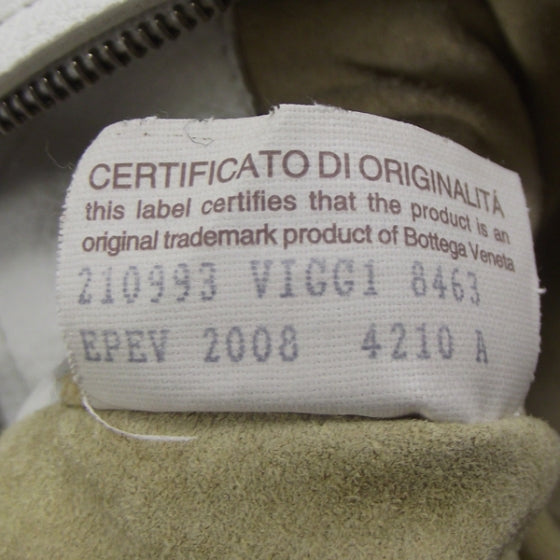 CERTIFICATO DI ORIGINALITÀ
this label certifies that the product is an
original trademark product of Bottega Veneta
210993 VIGG1 8463
EPEV 2008 4210 A